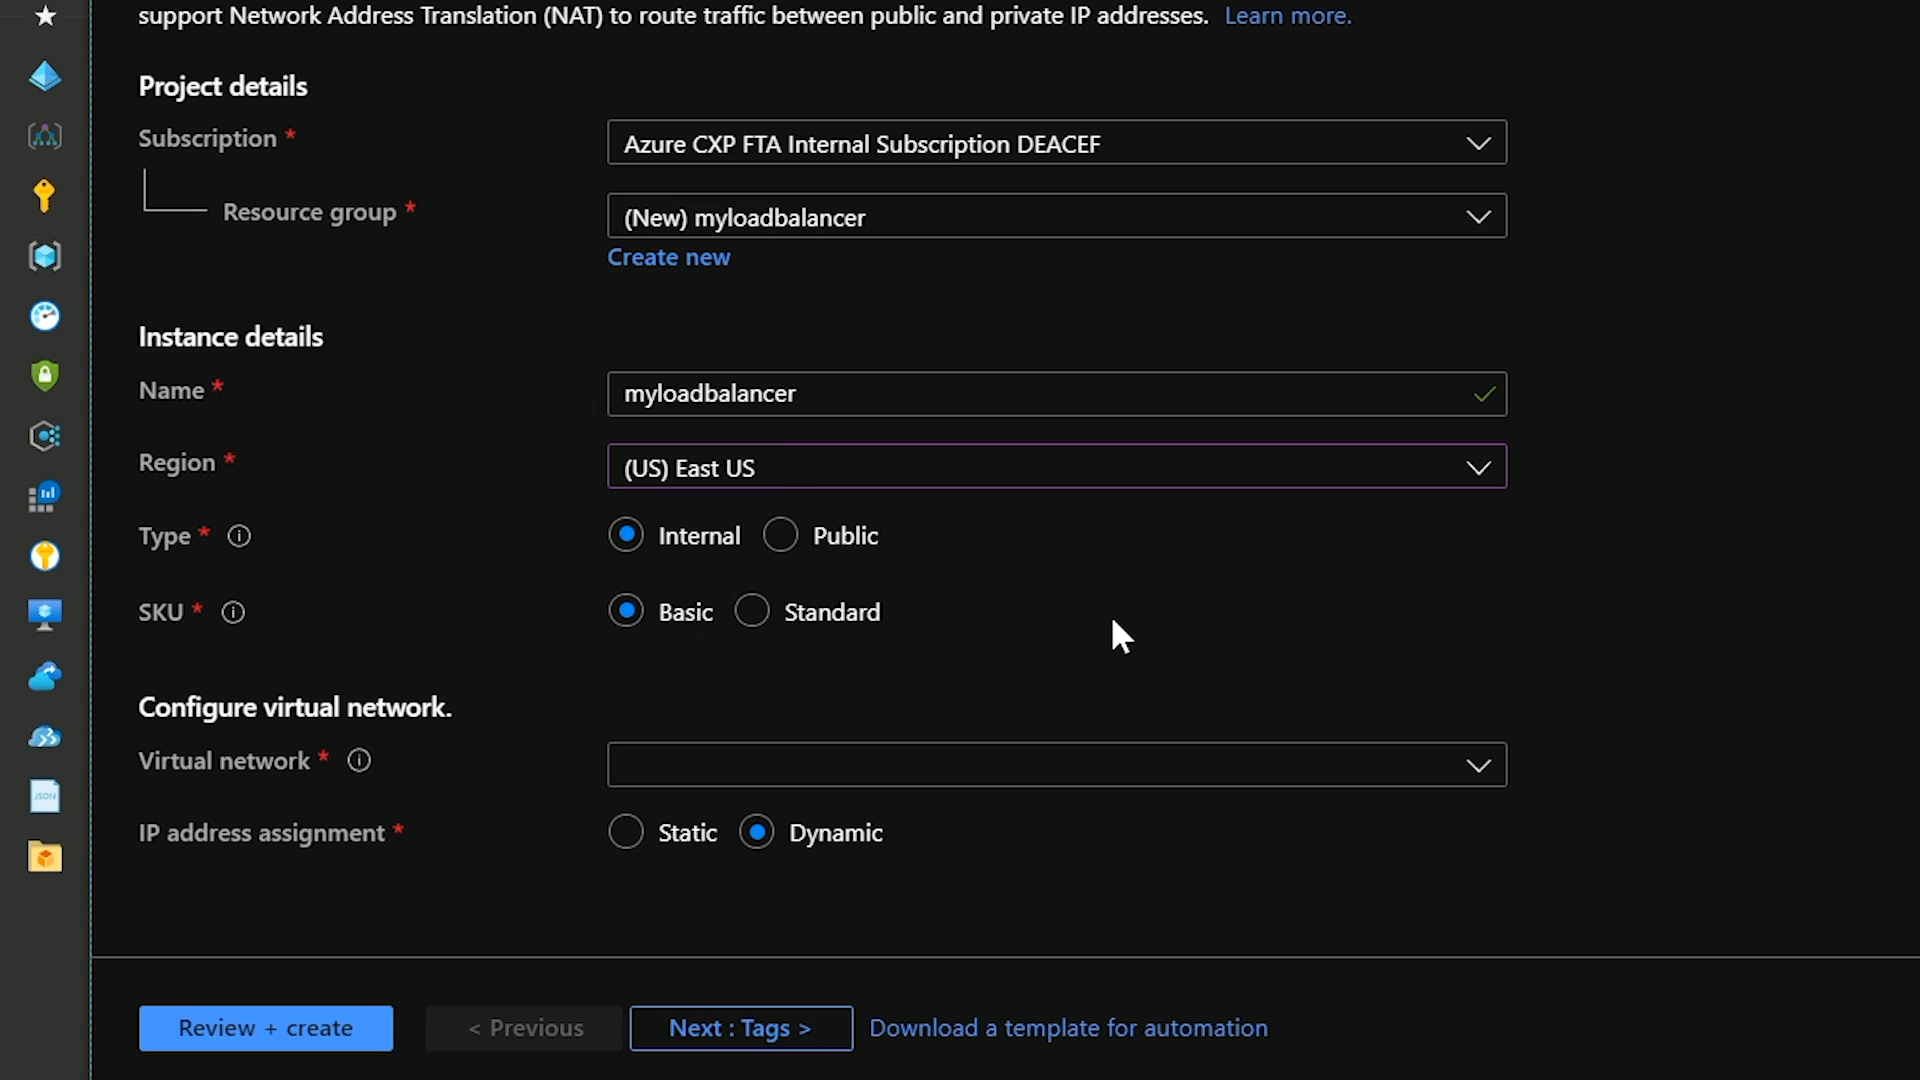 support Network Address Translation (NAT) to route traffic between public and private IP addresses. Learn more.
Project details
Subscription *
Azure CXP FTA Internal Subscription DEACEF
Resource group *
(New) myloadbalancer
Create new
Instance details
Name *
myloadbalancer
Region *
(US) East US
Type *
Internal Public
SKU *
Basic Standard
Configure virtual network.
Virtual network *
IP address assignment *
Static Dynamic
JSON
Review + create
< Previous
Next : Tags >
Download a template for automation